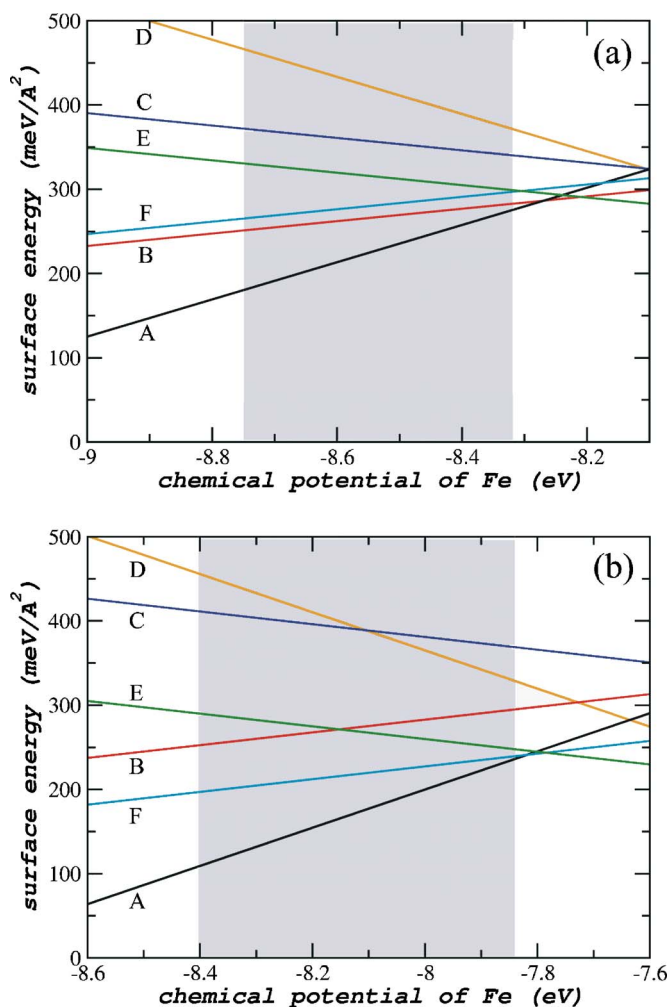 500
D
(a)
400
C
E
300
F
B
200
A
100
0
surface energy (meV/A²)
-9 -8.8 -8.6 -8.4 -8.2
chemical potential of Fe (eV)
500
D
(b)
400
C
300
E
B
200
F
100
A
0
surface energy (meV/A²)
-8.6 -8.4 -8.2 -8 -7.8 -7.6
chemical potential of Fe (eV)